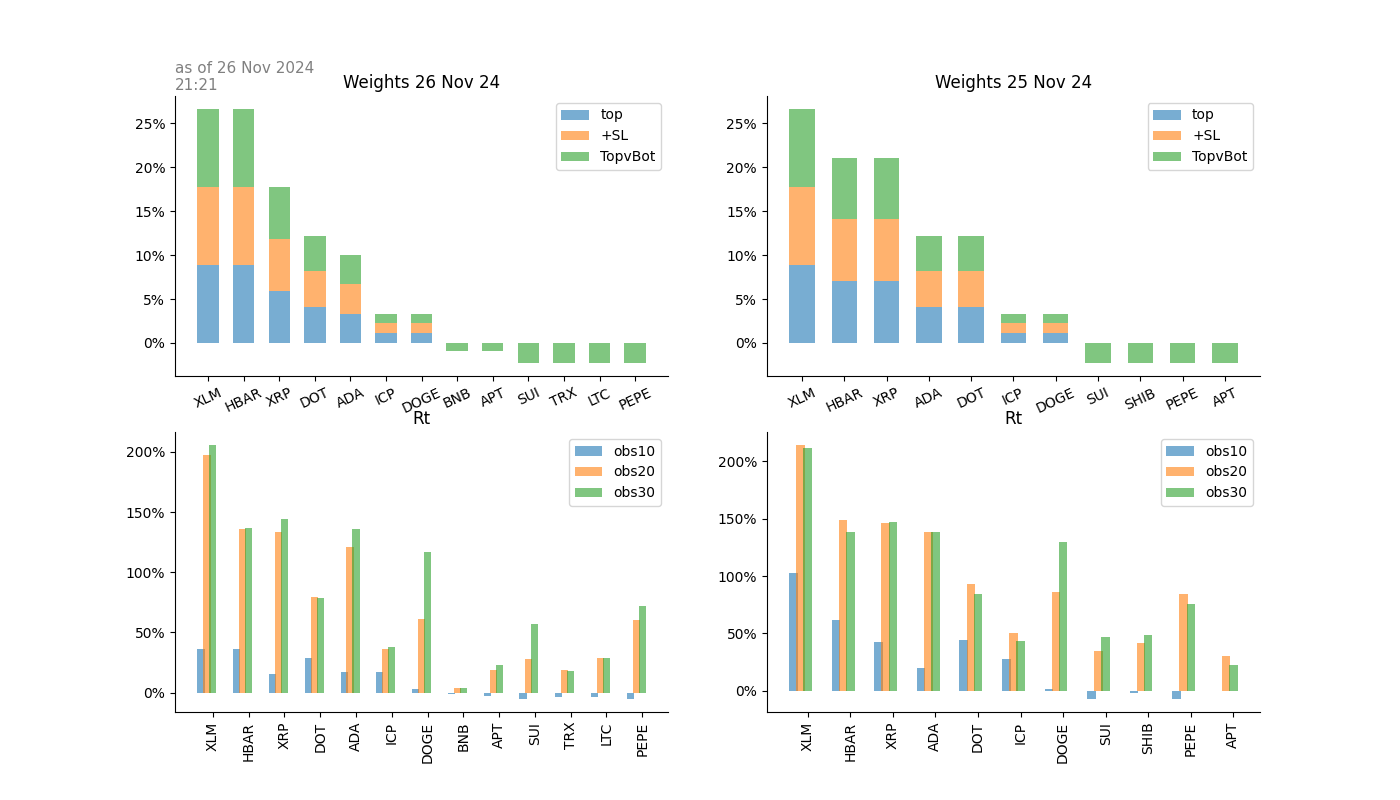 as of 26 Nov 2024
21:21
Weights 26 Nov 24
25%
20%
15%
10%
5%
0%
top
+SL
TopvBot
XLM HBAR XRP DOT ADA ICP DOGE BNB APT SUI TRX LTC PEPE
Weights 25 Nov 24
25%
20%
15%
10%
5%
0%
top
+SL
TopvBot
XLM HBAR XRP ADA DOT ICP DOGE SUI SHIB PEPE APT
Rt
200%
150%
100%
50%
0%
obs10
obs20
obs30
XLM HBAR XRP DOT ADA ICP DOGE BNB APT SUI TRX LTC PEPE
Rt
200%
150%
100%
50%
0%
obs10
obs20
obs30
XLM HBAR XRP ADA DOT ICP DOGE SUI SHIB PEPE APT